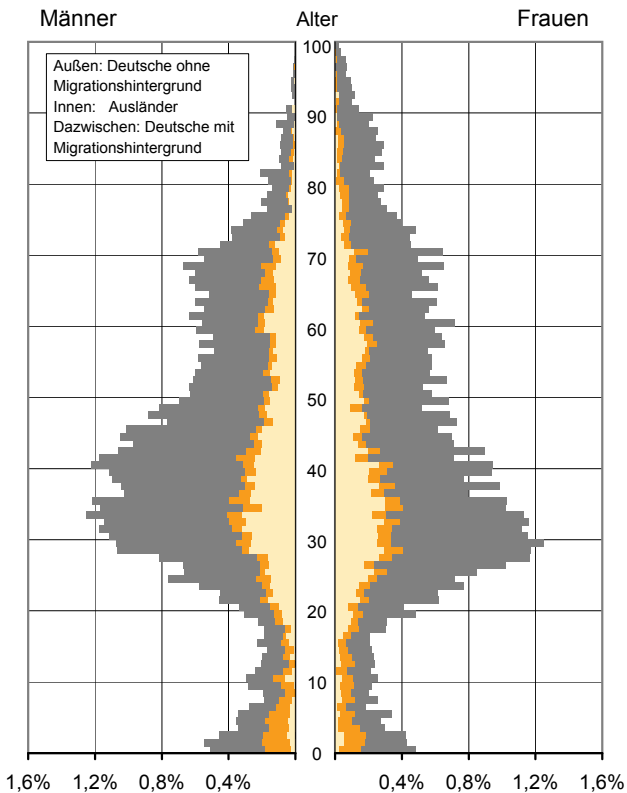 Männer Alter Frauen
Außen: Deutsche ohne
Migrationshintergrund
Innen: Ausländer
Dazwischen: Deutsche mit
Migrationshintergrund
100
90
80
70
60
50
40
30
20
10
0
1,6% 1,2% 0,8% 0,4% 0,4% 0,8% 1,2% 1,6%